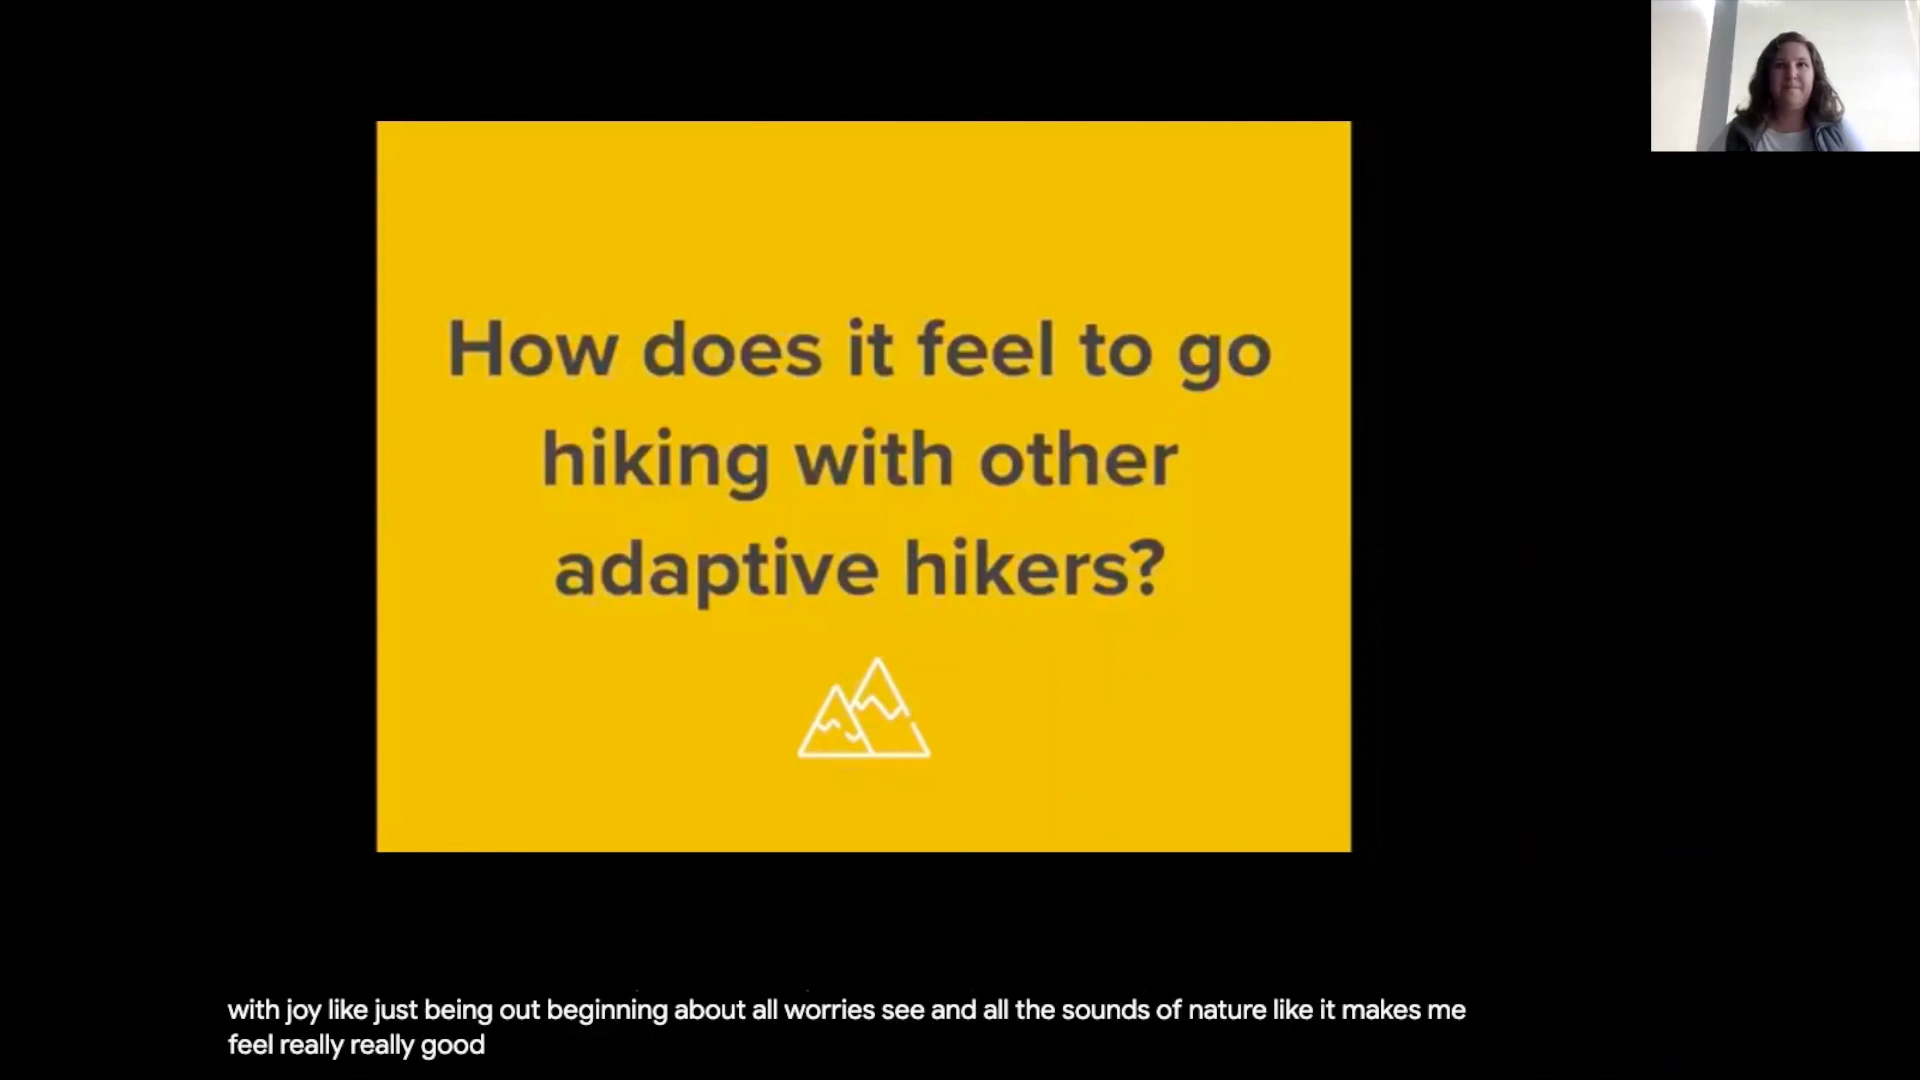 How does it feel to go
hiking with other
adaptive hikers?
with joy like just being out beginning about all worries see and all the sounds of nature like it makes me
feel really really good